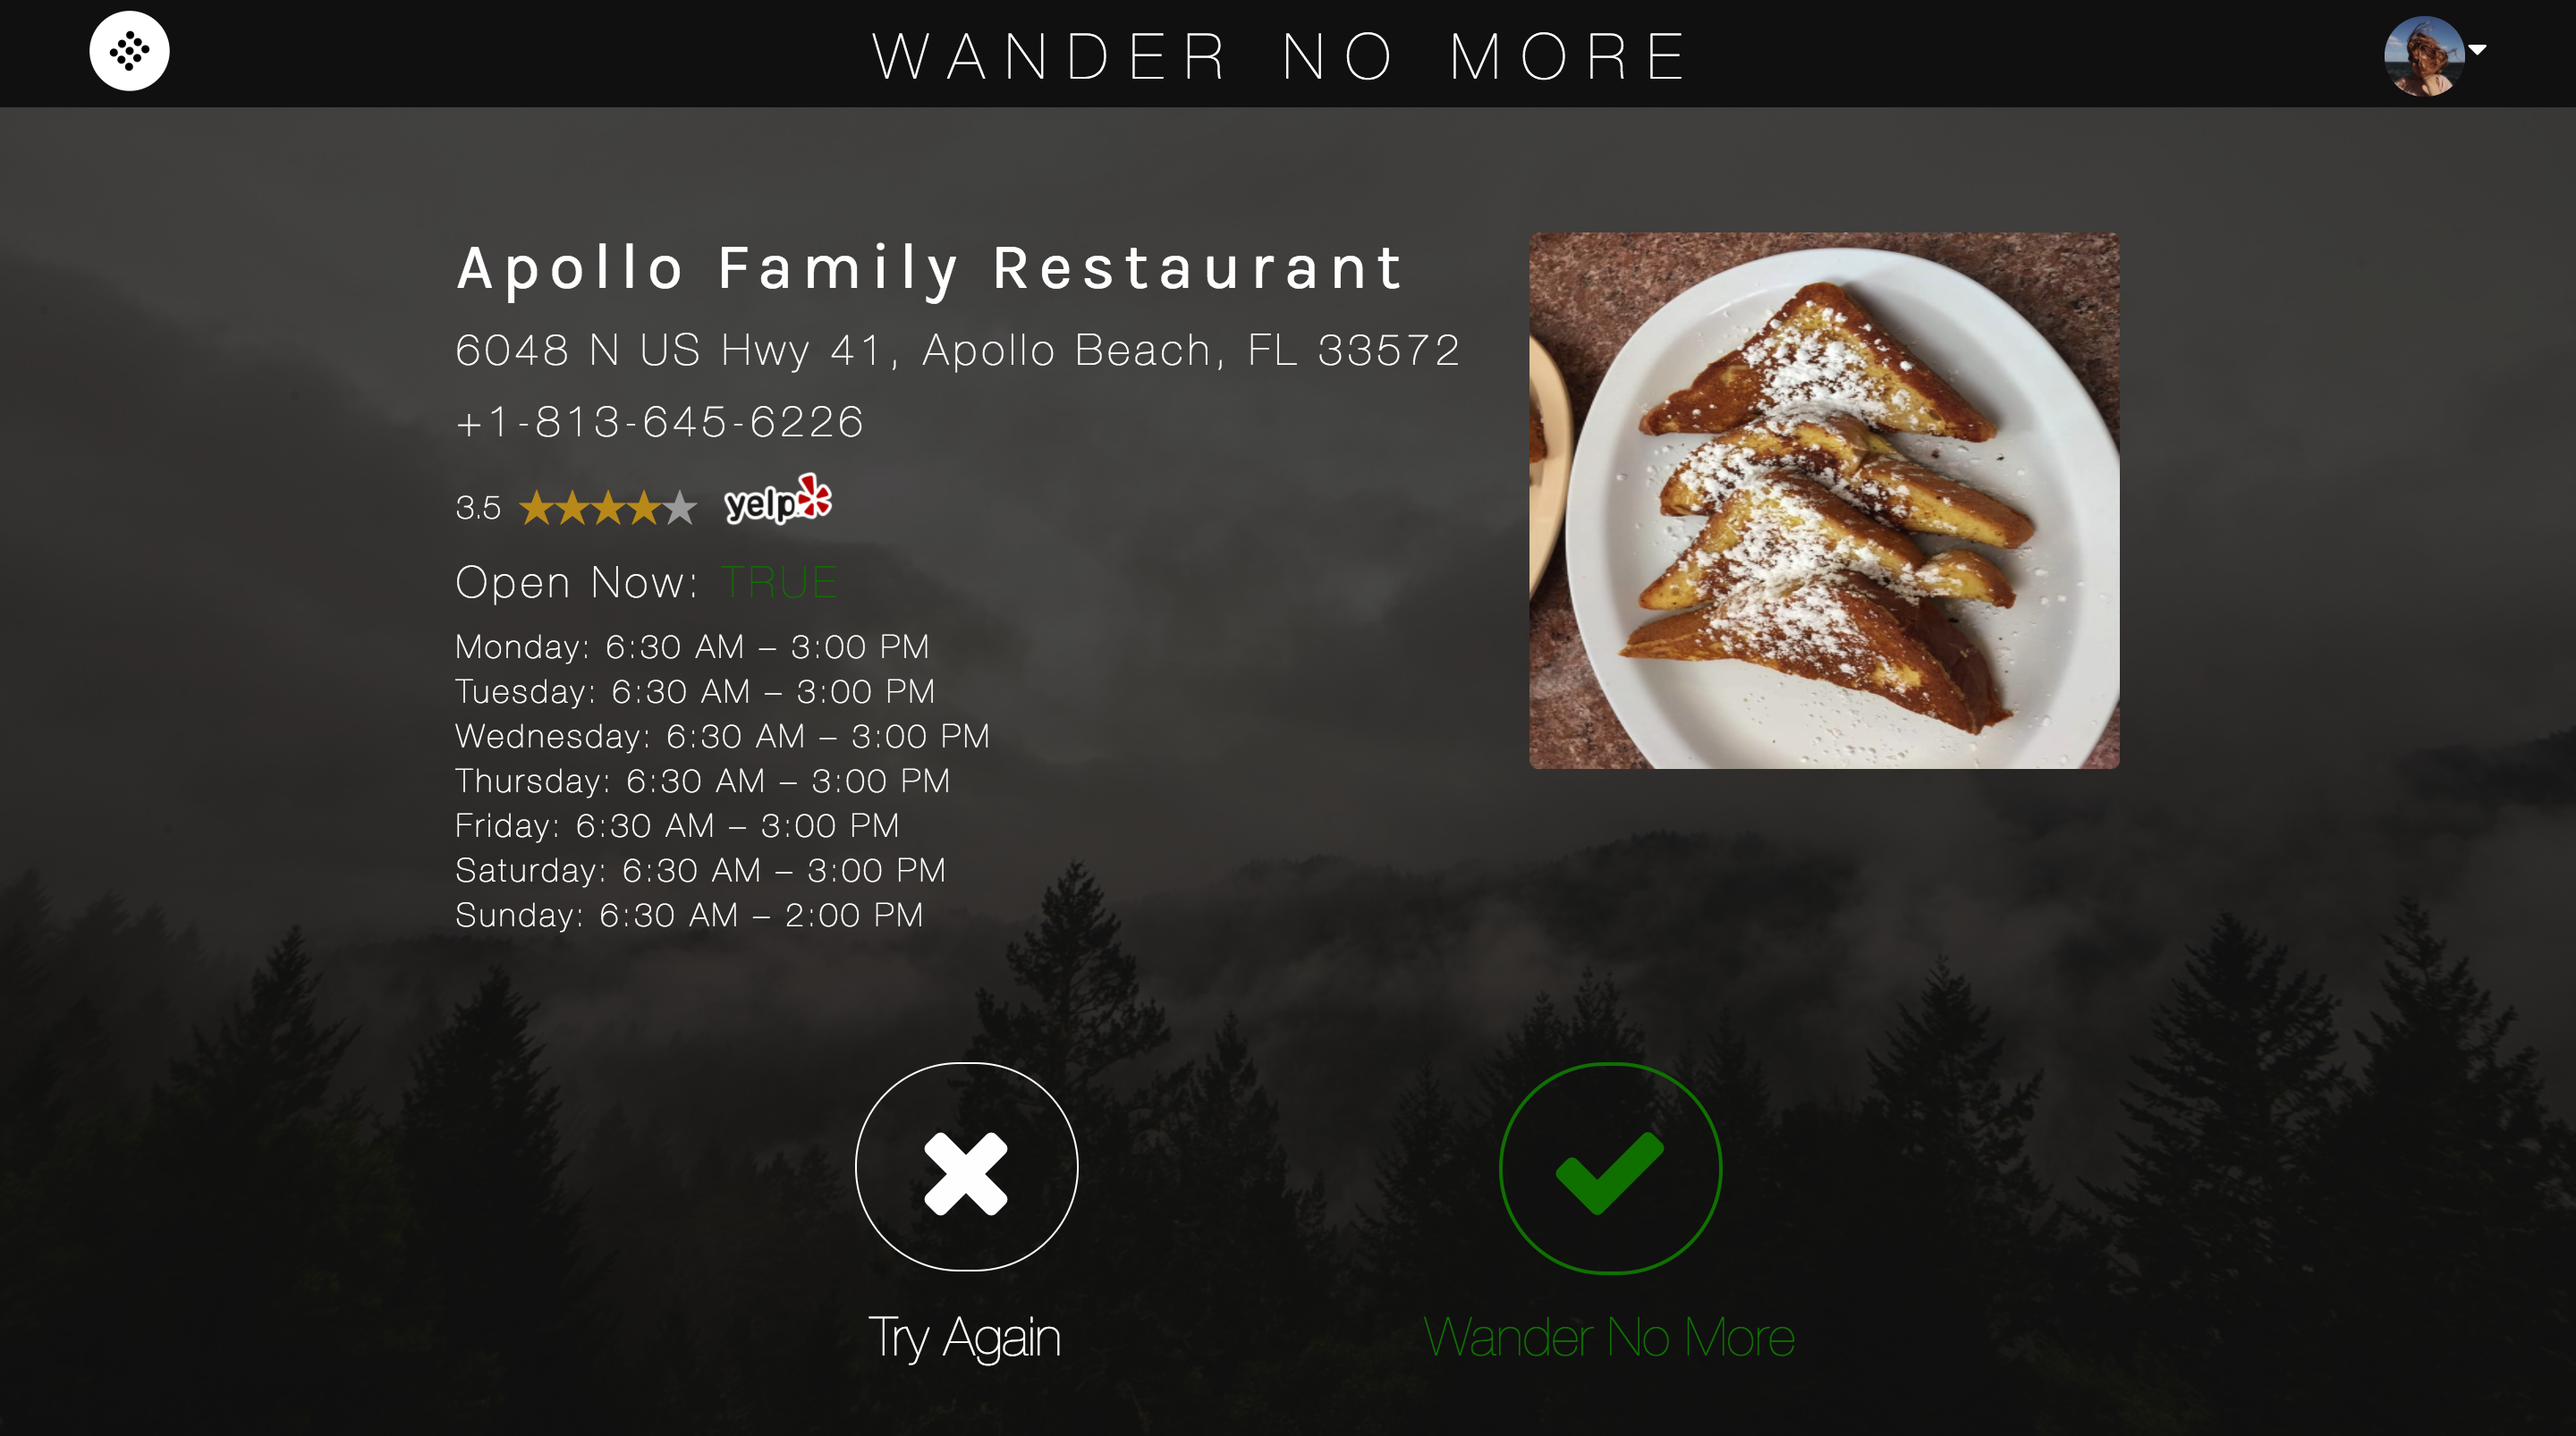 WANDER NO MORE
Apollo Family Restaurant
6048 N US Hwy 41, Apollo Beach, FL 33572
+1-813-645-6226
3.5 ★★★★★ yelp
Open Now: TRUE
Monday: 6:30 AM – 3:00 PM
Tuesday: 6:30 AM – 3:00 PM
Wednesday: 6:30 AM – 3:00 PM
Thursday: 6:30 AM – 3:00 PM
Friday: 6:30 AM – 3:00 PM
Saturday: 6:30 AM – 3:00 PM
Sunday: 6:30 AM – 2:00 PM
Try Again
Wander No More